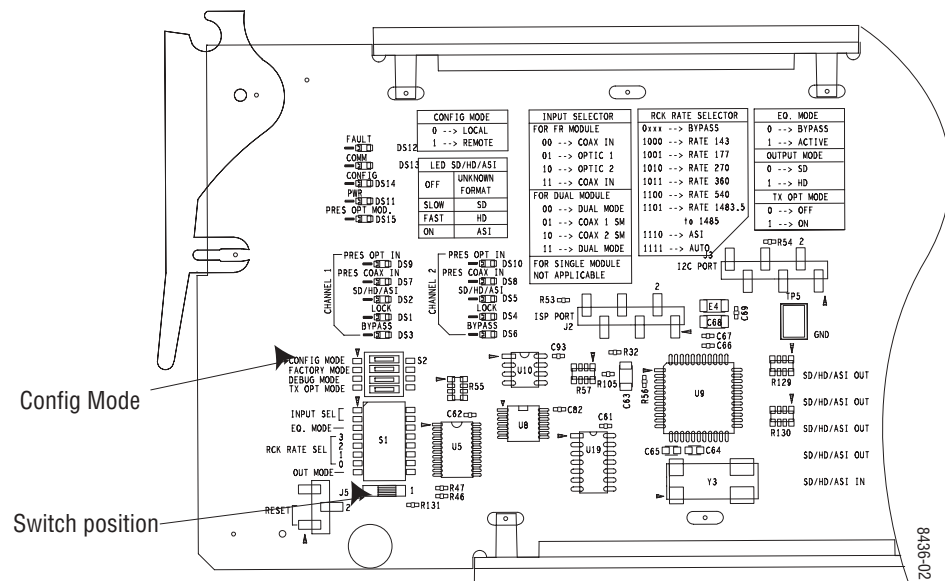 CONFIG MODE
0 --> LOCAL
1 --> REMOTE
INPUT SELECTOR
FOR FR MODULE
00 --> COAX IN
01 --> OPTIC 1
10 --> OPTIC 2
11 --> COAX IN
FOR DUAL MODULE
00 --> DUAL MODE
01 --> COAX 1 SM
10 --> COAX 2 SM
11 --> DUAL MODE
FOR SINGLE MODULE
NOT APPLICABLE
RCK RATE SELECTOR
0xxx --> BYPASS
1000 --> RATE 143
1001 --> RATE 177
1010 --> RATE 270
1011 --> RATE 360
1100 --> RATE 540
1101 --> RATE 1483.5
to 1485
1110 --> ASI
1111 --> AUTO
EQ. MODE
0 --> BYPASS
1 --> ACTIVE
OUTPUT MODE
0 --> SD
1 --> HD
TX OPT MODE
0 --> OFF
1 --> ON
LED SD/HD/ASI
OFF UNKNOWN FORMAT
SLOW SD
FAST HD
ON ASI
FAULT
DS12
COMM
DS13
CONFIG
DS14
PWR
DS11
PRES OPT MOD.
DS15
CHANNEL 1
PRES OPT IN
DS9
PRES COAX IN
DS7
SD/HD/ASI
DS2
LOCK
DS1
BYPASS
DS3
CHANNEL 2
PRES OPT IN
DS10
PRES COAX IN
DS8
SD/HD/ASI
DS5
LOCK
DS4
BYPASS
DS6
R54
J3
I2C PORT
2
R53
ISP PORT
J2
2
E4
C68
C69
C67
C66
TP5
GND
CONFIG MODE
FACTORY MODE
DEBUG MODE
TX OPT MODE
S2
R55
U10
C93
R57
R32
R105
C63
R56
U9
R129
R130
SD/HD/ASI OUT
SD/HD/ASI OUT
SD/HD/ASI OUT
SD/HD/ASI OUT
SD/HD/ASI IN
Config Mode
INPUT SEL
EQ. MODE
RCK RATE SEL
3
2
1
0
OUT MODE
S1
C62
U5
U8
C82
C61
U19
C65
C64
Y3
J5
1
2
R47
R46
R131
RESET
Switch position
8436-02